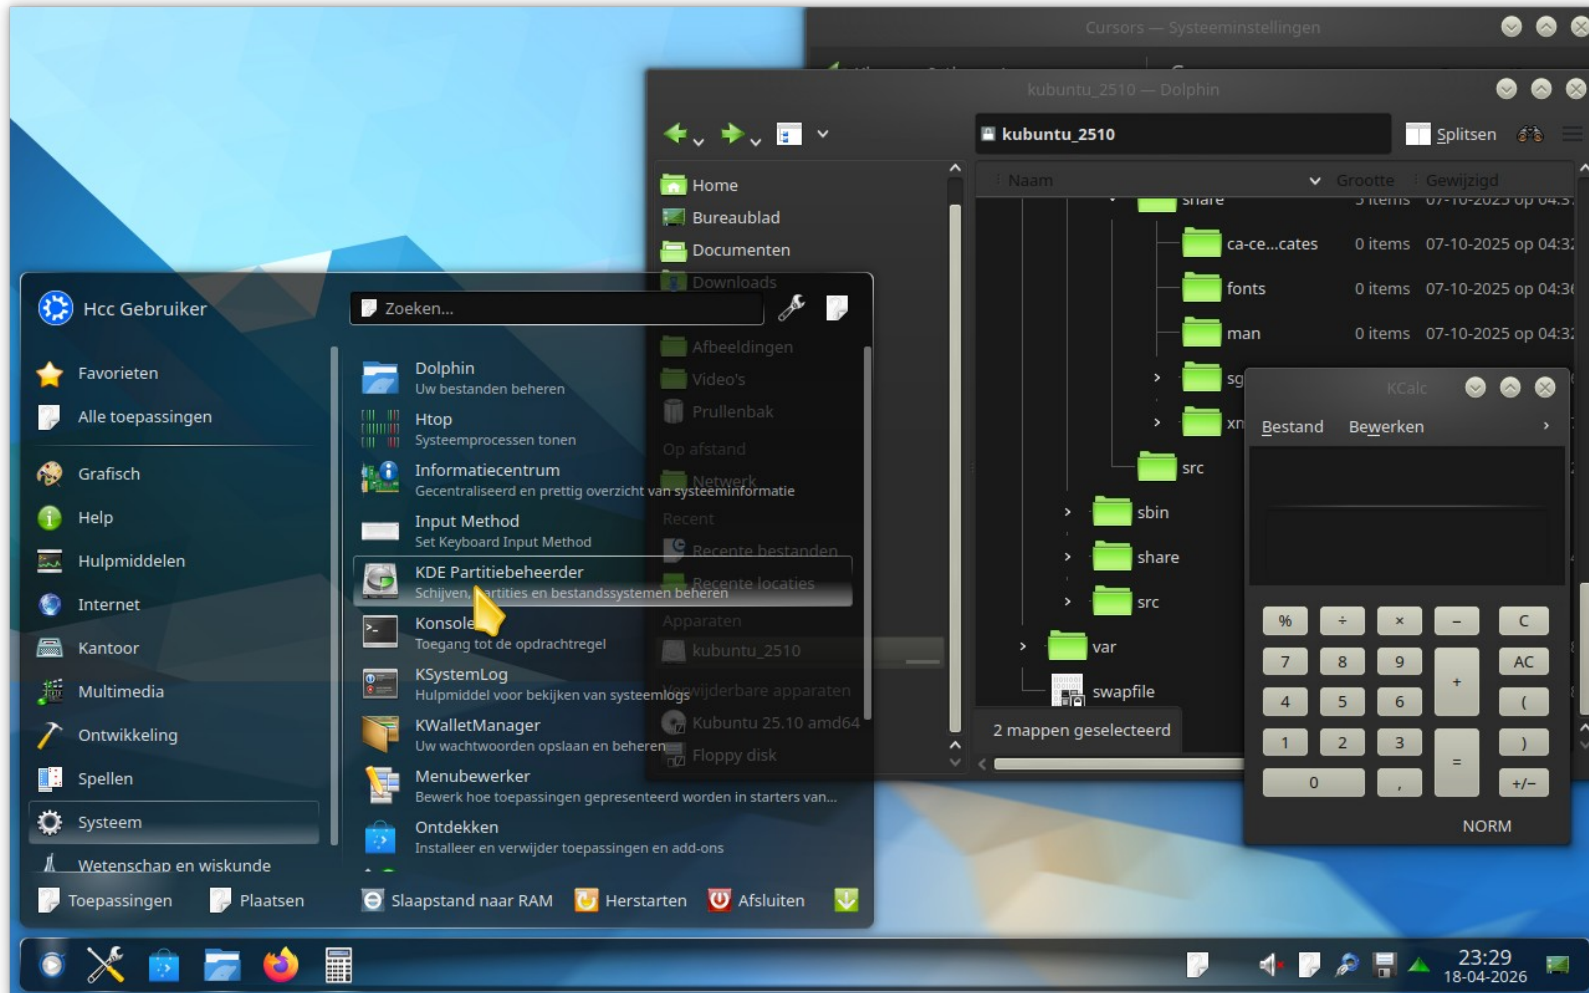 Cursors — Systeeminstellingen
kubuntu_2510 — Dolphin
kubuntu_2510
Splitsen
Home
Bureaublad
Documenten
Downloads
Afbeeldingen
Video's
Prullenbak
Op afstand
Netwerk
Recent
Recente bestanden
Recente locaties
Apparaten
kubuntu_2510
Verwijderbare apparaten
Kubuntu 25.10 amd64
Floppy disk
Naam Grootte Gewijzigd
share 5 items 07-10-2025 op
ca-ce...cates 0 items 07-10-2025 op 04:32
fonts 0 items 07-10-2025 op 04:36
man 0 items 07-10-2025 op 04:32
sg
xm
src
sbin
share
src
var
swapfile
2 mappen geselecteerd
KCalc
Bestand Bewerken
% ÷ × − C
7 8 9 + AC
4 5 6 (
1 2 3 = )
0 , +/−
NORM
Hcc Gebruiker
Zoeken...
Favorieten
Alle toepassingen
Grafisch
Help
Hulpmiddelen
Internet
Kantoor
Multimedia
Ontwikkeling
Spellen
Systeem
Wetenschap en wiskunde
Dolphin
Uw bestanden beheren
Htop
Systeemprocessen tonen
Informatiecentrum
Gecentraliseerd en prettig overzicht van systeeminformatie
Input Method
Set Keyboard Input Method
KDE Partitiebeheerder
Schijven, partities en bestandssystemen beheren
Konsole
Toegang tot de opdrachtregel
KSystemLog
Hulpmiddel voor bekijken van systeemlogs
KWalletManager
Uw wachtwoorden opslaan en beheren
Menubewerker
Bewerk hoe toepassingen gepresenteerd worden in starters van...
Ontdekken
Installeer en verwijder toepassingen en add-ons
Toepassingen Plaatsen Slaapstand naar RAM Herstarten Afsluiten
23:29
18-04-2026